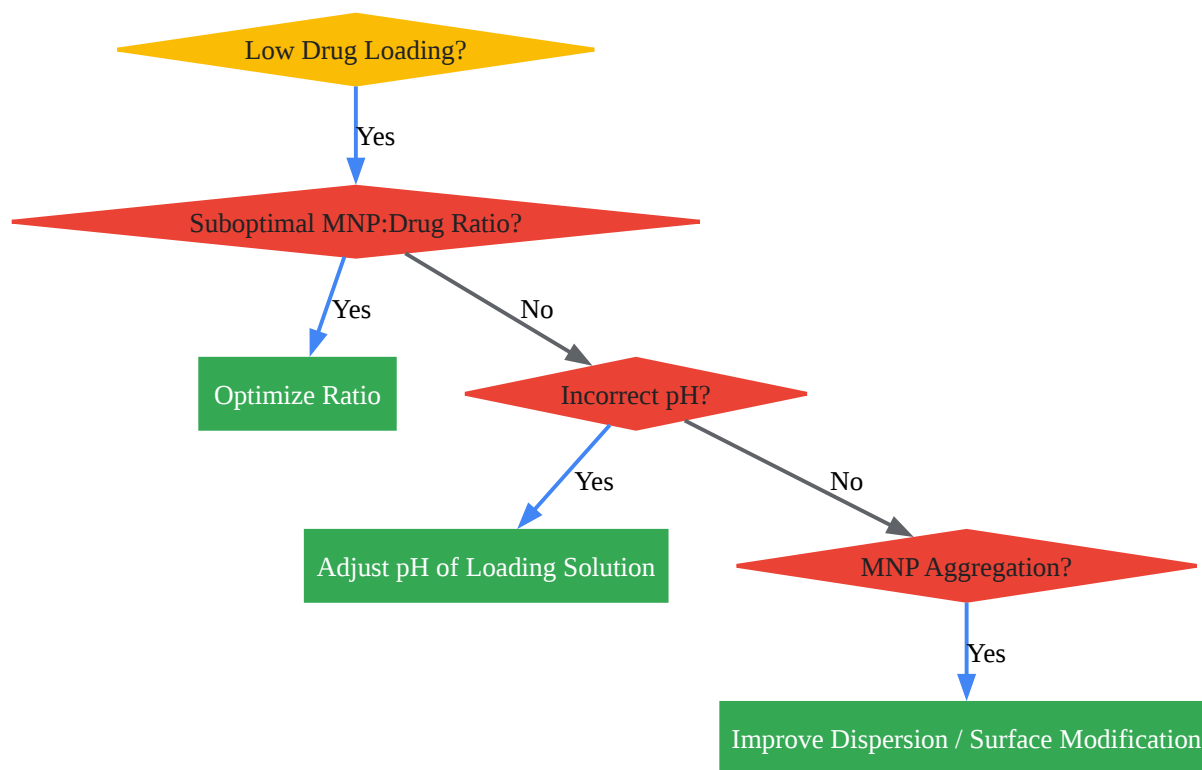 Low Drug Loading?
Yes
Suboptimal MNP:Drug Ratio?
Yes
No
Optimize Ratio
Incorrect pH?
Yes
No
Adjust pH of Loading Solution
MNP Aggregation?
Yes
Improve Dispersion / Surface Modification